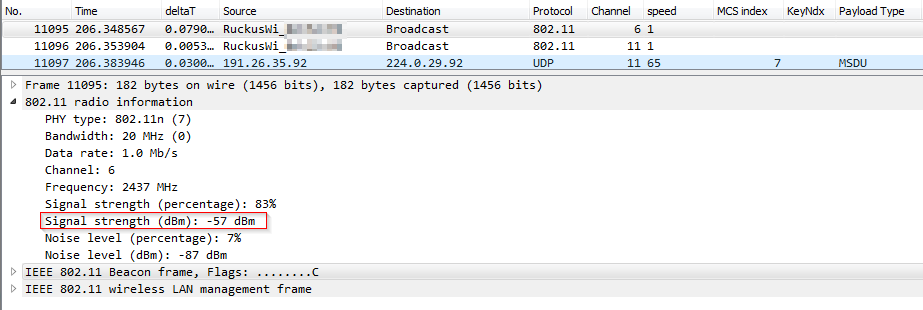 No. Time deltaT Source Destination Protocol Channel speed MCS index KeyNdx Payload Type
11095 206.348567 0.0790… RuckusWi_ Broadcast 802.11 6 1
11096 206.353904 0.0053… RuckusWi_ Broadcast 802.11 11 1
11097 206.383946 0.0300… 191.26.35.92 224.0.29.92 UDP 11 65 7 MSDU
Frame 11095: 182 bytes on wire (1456 bits), 182 bytes captured (1456 bits)
802.11 radio information
PHY type: 802.11n (7)
Bandwidth: 20 MHz (0)
Data rate: 1.0 Mb/s
Channel: 6
Frequency: 2437 MHz
Signal strength (percentage): 83%
Signal strength (dBm): -57 dBm
Noise level (percentage): 7%
Noise level (dBm): -87 dBm
IEEE 802.11 Beacon frame, Flags: ........C
IEEE 802.11 wireless LAN management frame